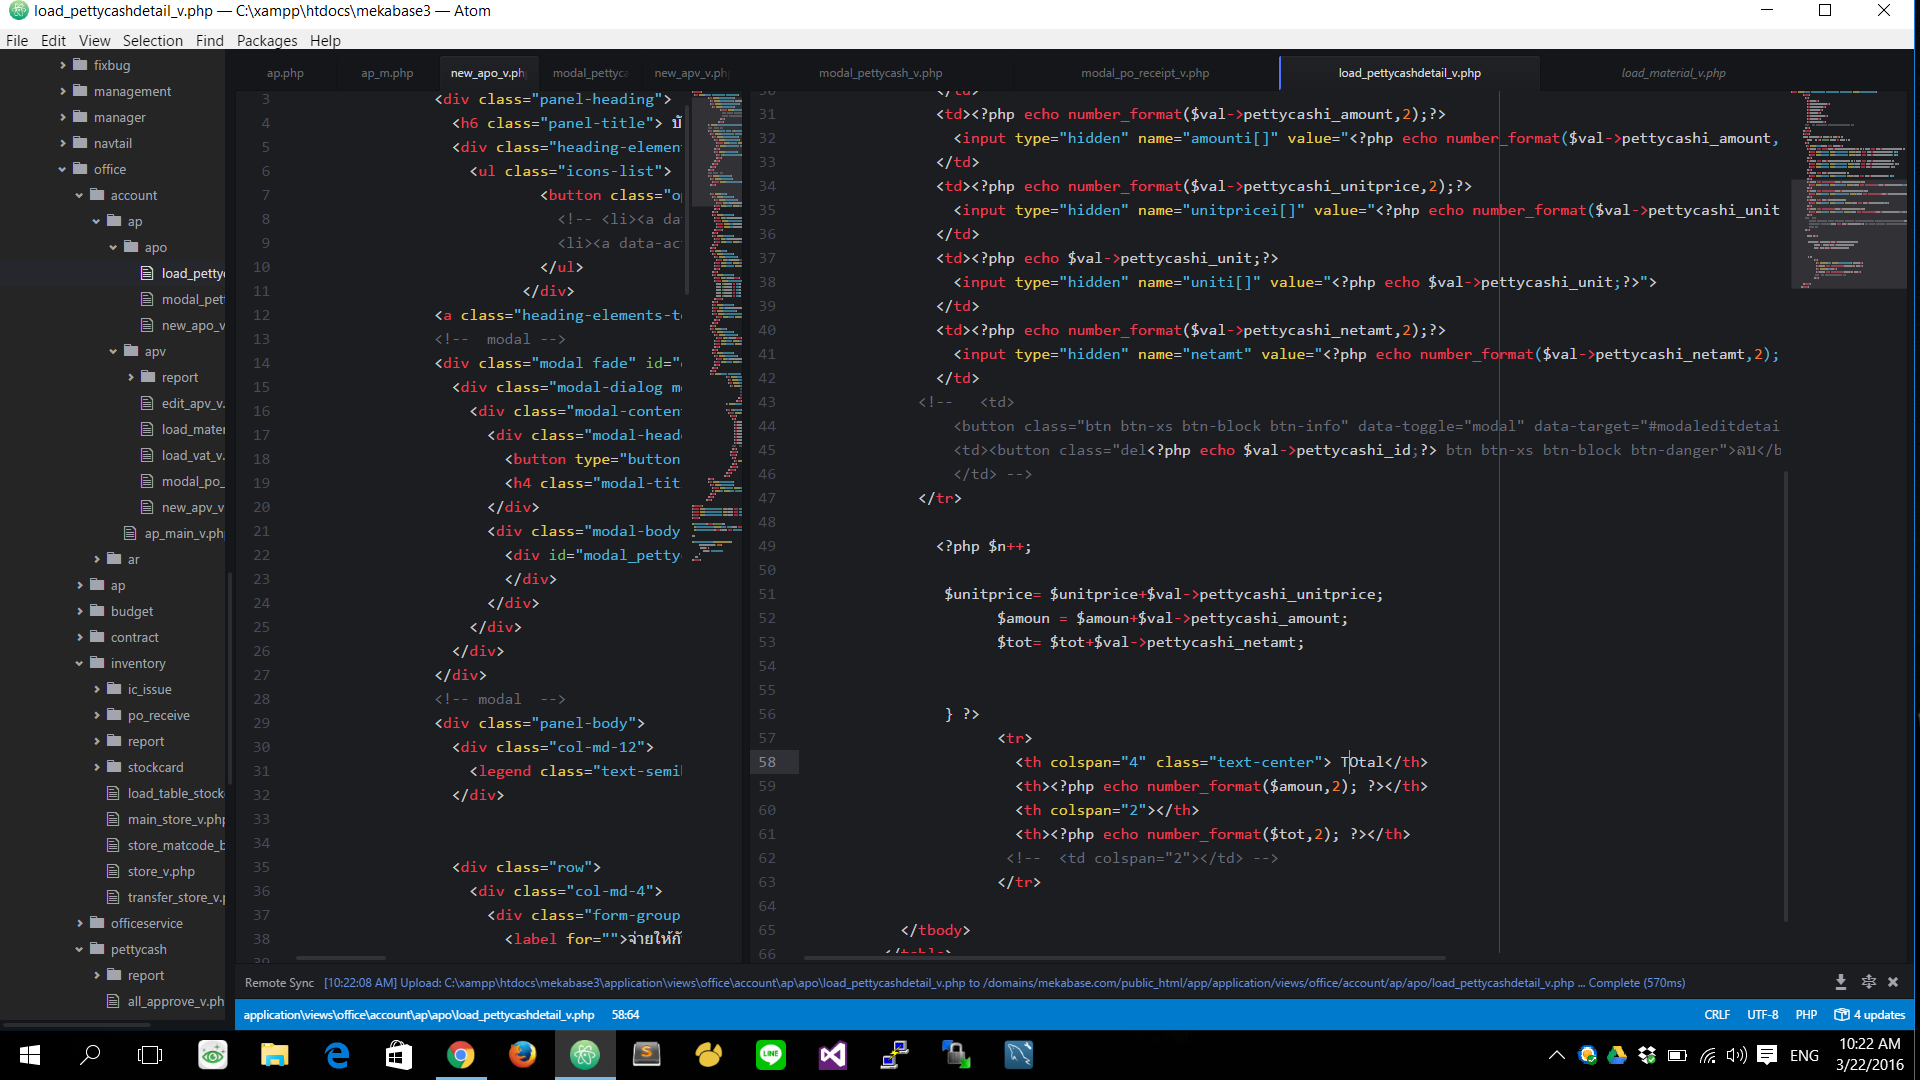 load_pettycashdetail_v.php — C:\xampp\htdocs\mekabase3 — Atom
File Edit View Selection Find Packages Help
fixbug
management
manager
navtail
office
account
ap
apo
load_petty
modal_pet
new_apo_v
apv
report
edit_apv_v.
load_mater
load_vat_v.
modal_po_
new_apv_v
ap_main_v.ph
ar
ap
budget
contract
inventory
ic_issue
po_receive
report
stockcard
load_table_stock
main_store_v.php
store_matcode_b
store_v.php
transfer_store_v.p
officeservice
pettycash
report
all_approve_v.ph
ap.php ap_m.php new_apo_v.ph modal_pettyca new_apv_v.ph
3 <div class="panel-heading">
4 <h6 class="panel-title"> บั
5 <div class="heading-elemen
6 <ul class="icons-list">
7 <button class="op
8 <!-- <li><a da
9 <li><a data-ac
10 </ul>
11 </div>
12 <a class="heading-elements-t
13 <!--  modal -->
14 <div class="modal fade" id="
15 <div class="modal-dialog m
16 <div class="modal-conten
17 <div class="modal-head
18 <button type="button
19 <h4 class="modal-tit
20 </div>
21 <div class="modal-body
22 <div id="modal_petty
23 </div>
24 </div>
25 </div>
26 </div>
27 </div>
28 <!-- modal  -->
29 <div class="panel-body">
30 <div class="col-md-12">
31 <legend class="text-semi
32 </div>
33
34
35 <div class="row">
36 <div class="col-md-4">
37 <div class="form-group
38 <label for="">จ่ายให้กั
39
modal_pettycash_v.php modal_po_receipt_v.php load_pettycashdetail_v.php load_material_v.php
30 </td>
31 <td><?php echo number_format($val->pettycashi_amount,2);?>
32 <input type="hidden" name="amounti[]" value="<?php echo number_format($val->pettycashi_amount,
33 </td>
34 <td><?php echo number_format($val->pettycashi_unitprice,2);?>
35 <input type="hidden" name="unitpricei[]" value="<?php echo number_format($val->pettycashi_unit
36 </td>
37 <td><?php echo $val->pettycashi_unit;?>
38 <input type="hidden" name="uniti[]" value="<?php echo $val->pettycashi_unit;?>">
39 </td>
40 <td><?php echo number_format($val->pettycashi_netamt,2);?>
41 <input type="hidden" name="netamt" value="<?php echo number_format($val->pettycashi_netamt,2);
42 </td>
43 <!--   <td>
44 <button class="btn btn-xs btn-block btn-info" data-toggle="modal" data-target="#modaleditdetai
45 <td><button class="del<?php echo $val->pettycashi_id;?> btn btn-xs btn-block btn-danger">ลบ</b
46 </td> -->
47 </tr>
48
49 <?php $n++;
50
51 $unitprice= $unitprice+$val->pettycashi_unitprice;
52 $amoun = $amoun+$val->pettycashi_amount;
53 $tot= $tot+$val->pettycashi_netamt;
54
55
56 } ?>
57 <tr>
58 <th colspan="4" class="text-center"> TOtal</th>
59 <th><?php echo number_format($amoun,2); ?></th>
60 <th colspan="2"></th>
61 <th><?php echo number_format($tot,2); ?></th>
62 <!--  <td colspan="2"></td> -->
63 </tr>
64
65 </tbody>
66 </table>
Remote Sync [10:22:08 AM] Upload: C:\xampp\htdocs\mekabase3\application\views\office\account\ap\apo\load_pettycashdetail_v.php to /domains/mekabase.com/public_html/app/application/views/office/account/ap/apo/load_pettycashdetail_v.php ... Complete (570ms)
application\views\office\account\ap\apo\load_pettycashdetail_v.php 58:64 CRLF UTF-8 PHP 4 updates
LINE
ENG
10:22 AM
3/22/2016